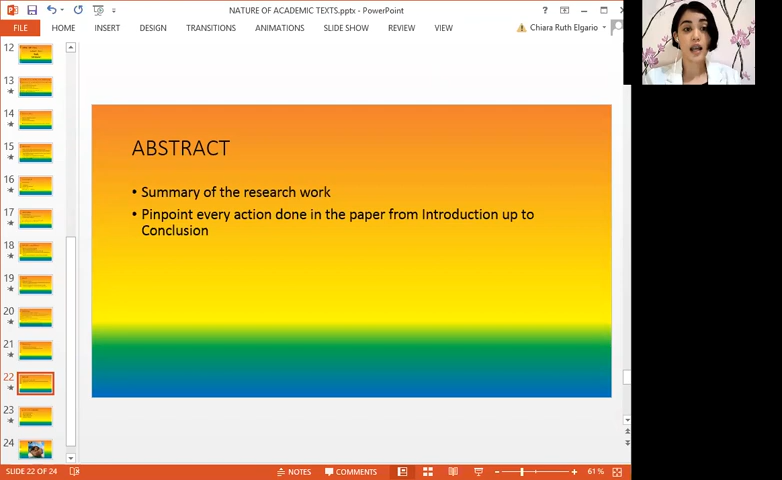 NATURE OF ACADEMIC TEXTS.pptx - PowerPoint
?
FILE HOME INSERT DESIGN TRANSITIONS ANIMATIONS SLIDE SHOW REVIEW VIEW Chiara Ruth Elgario
12
13
14
15
16
17
18
19
20
21
22
23
24
ABSTRACT
• Summary of the research work
• Pinpoint every action done in the paper from Introduction up to
Conclusion
SLIDE 22 OF 24 NOTES COMMENTS 61 %